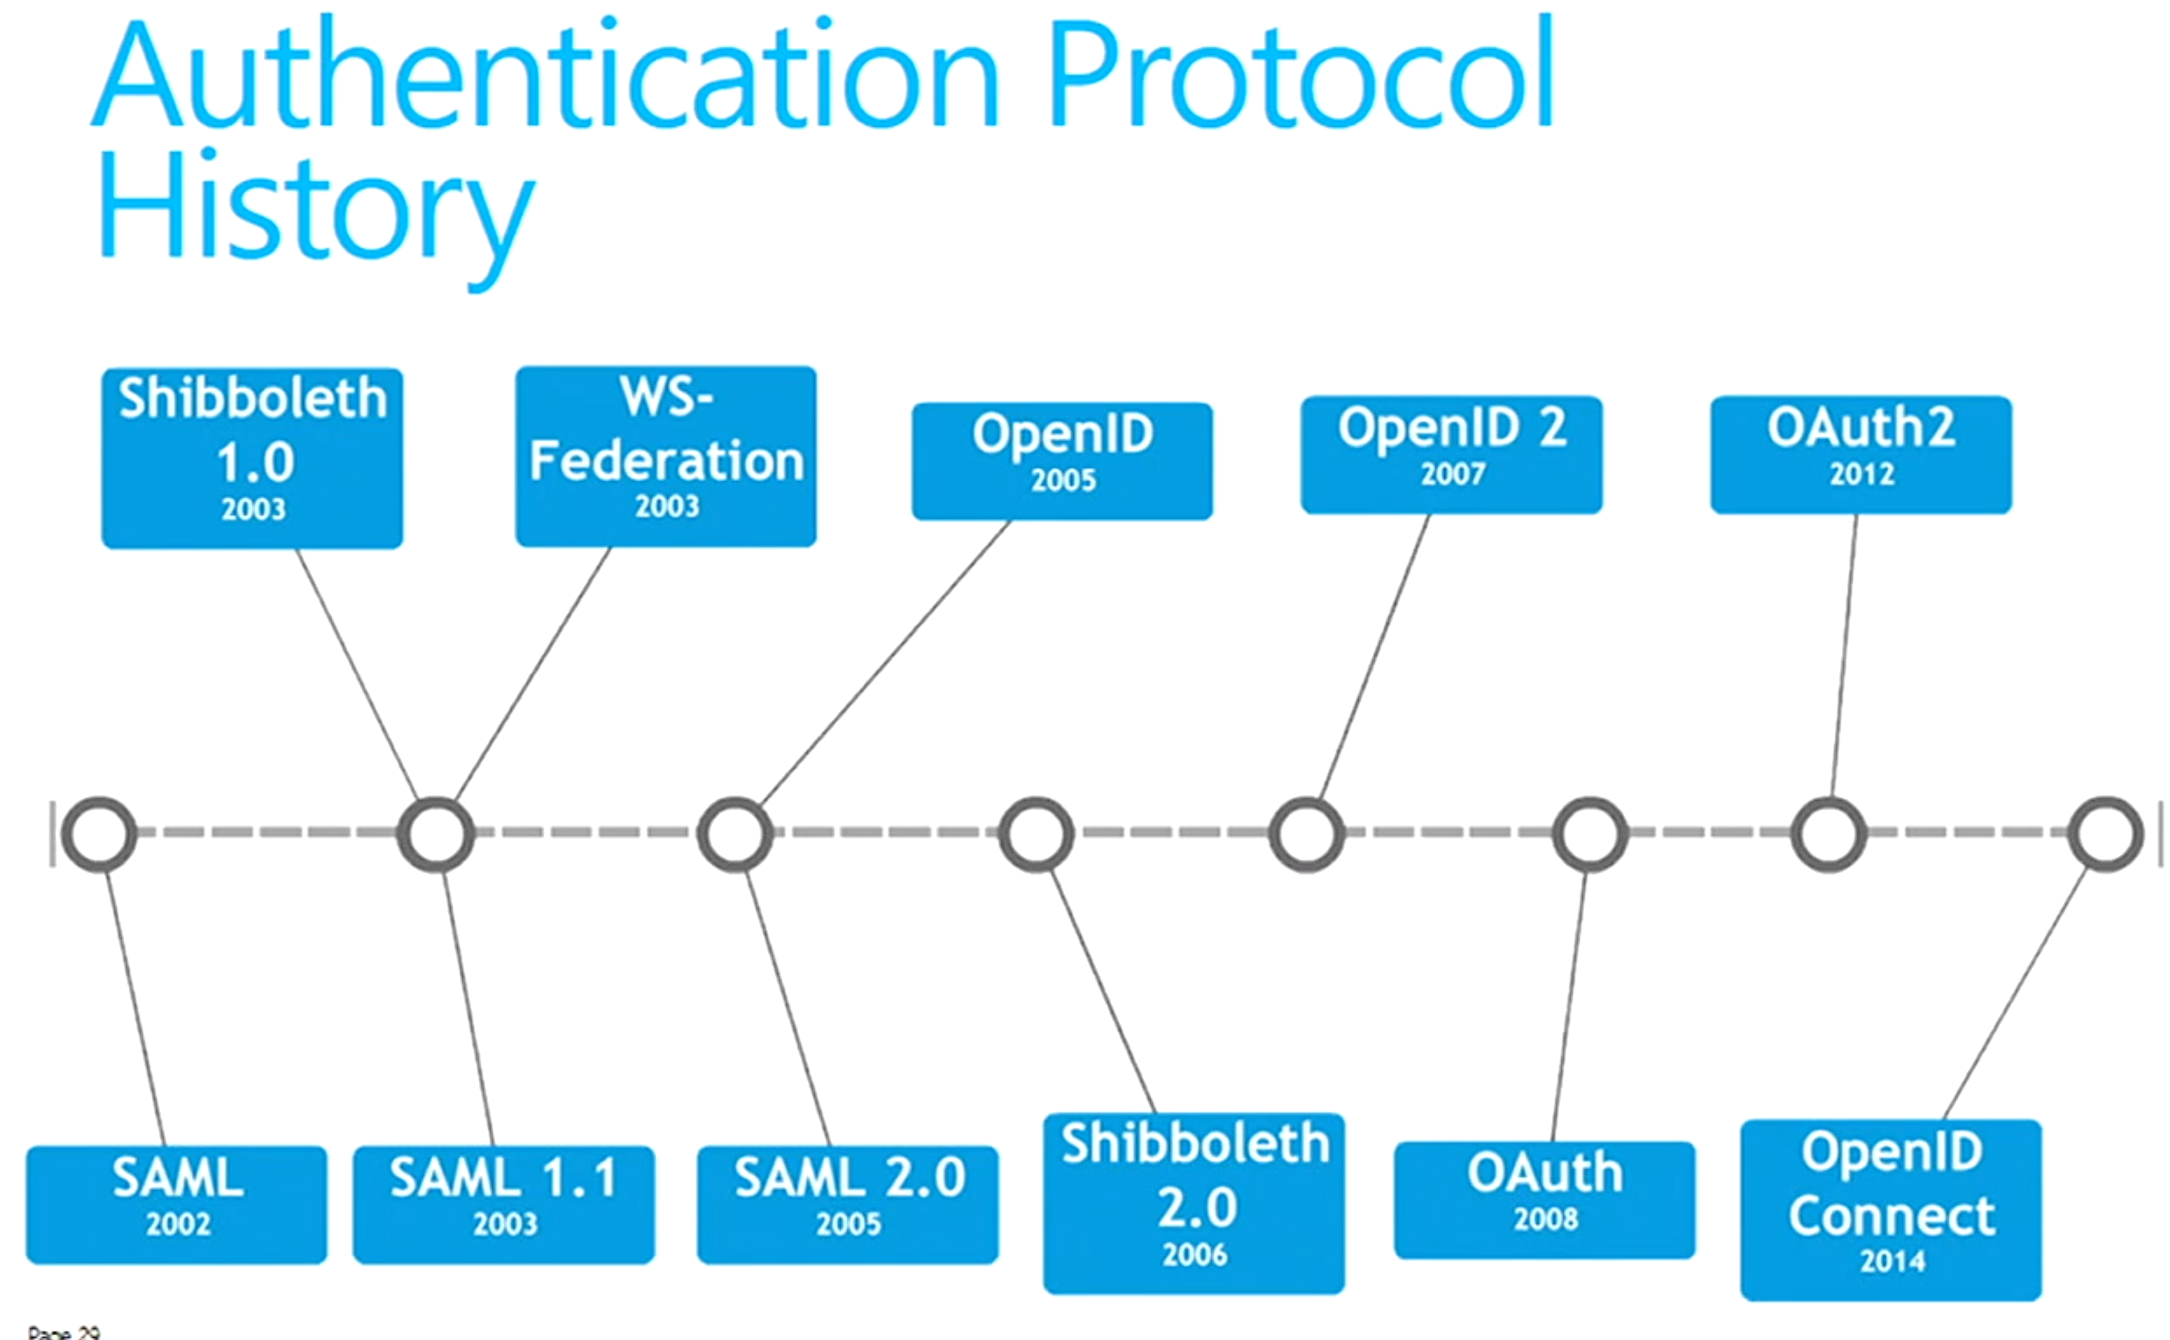 Authentication Protocol
History
Shibboleth
1.0
2003
WS-
Federation
2003
OpenID
2005
OpenID 2
2007
OAuth2
2012
SAML
2002
SAML 1.1
2003
SAML 2.0
2005
Shibboleth
2.0
2006
OAuth
2008
OpenID
Connect
2014
Page 29